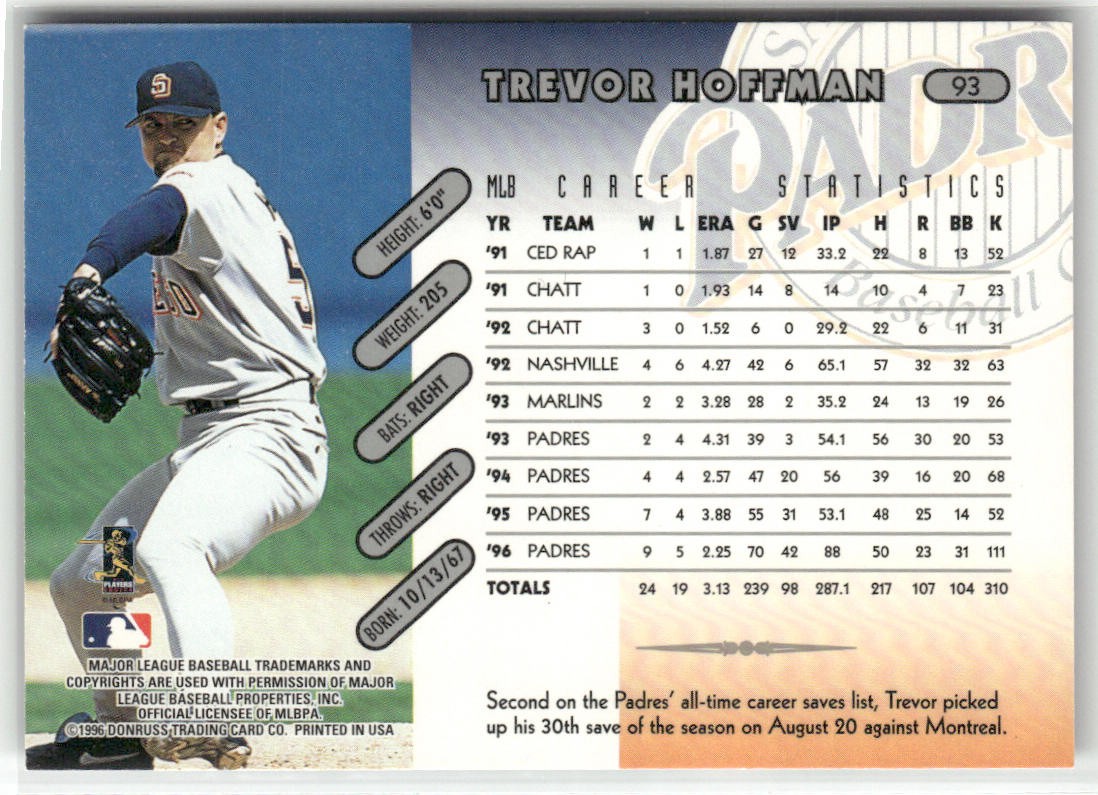 TREVOR HOFFMAN 93
PADR
Baseball C
SD
5
HEIGHT: 6'0"
WEIGHT: 205
BATS: RIGHT
THROWS: RIGHT
BORN: 10/13/67
MLB CAREER STATISTICS
YR TEAM W L ERA G SV IP H R BB K
'91 CED RAP 1 1 1.87 27 12 33.2 22 8 13 52
'91 CHATT 1 0 1.93 14 8 14 10 4 7 23
'92 CHATT 3 0 1.52 6 0 29.2 22 6 11 31
'92 NASHVILLE 4 6 4.27 42 6 65.1 57 32 32 63
'93 MARLINS 2 2 3.28 28 2 35.2 24 13 19 26
'93 PADRES 2 4 4.31 39 3 54.1 56 30 20 53
'94 PADRES 4 4 2.57 47 20 56 39 16 20 68
'95 PADRES 7 4 3.88 55 31 53.1 48 25 14 52
'96 PADRES 9 5 2.25 70 42 88 50 23 31 111
TOTALS 24 19 3.13 239 98 287.1 217 107 104 310
Second on the Padres' all-time career saves list, Trevor picked
up his 30th save of the season on August 20 against Montreal.
PLAYERS
CHOICE
MAJOR LEAGUE BASEBALL TRADEMARKS AND
COPYRIGHTS ARE USED WITH PERMISSION OF MAJOR
LEAGUE BASEBALL PROPERTIES, INC.
OFFICIAL LICENSEE OF MLBPA.
©1996 DONRUSS TRADING CARD CO. PRINTED IN USA